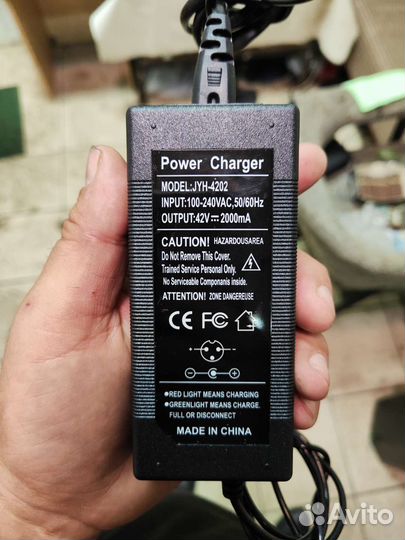 Power Charger
MODEL:JYH-4202
INPUT:100-240VAC,50/60Hz
OUTPUT:42V⎓2000mA
CAUTION! HAZARDOUSAREA
Do Not Remove This Cover.
Trained Service Personal Only.
No Serviceable Componanis inside.
ATTENTION! ZONE DANGEREUSE
CE FC
●RED LIGHT MEANS CHARGING
●GREENLIGHT MEANS CHARGE.
FULL OR DISCONNECT
MADE IN CHINA
Avito